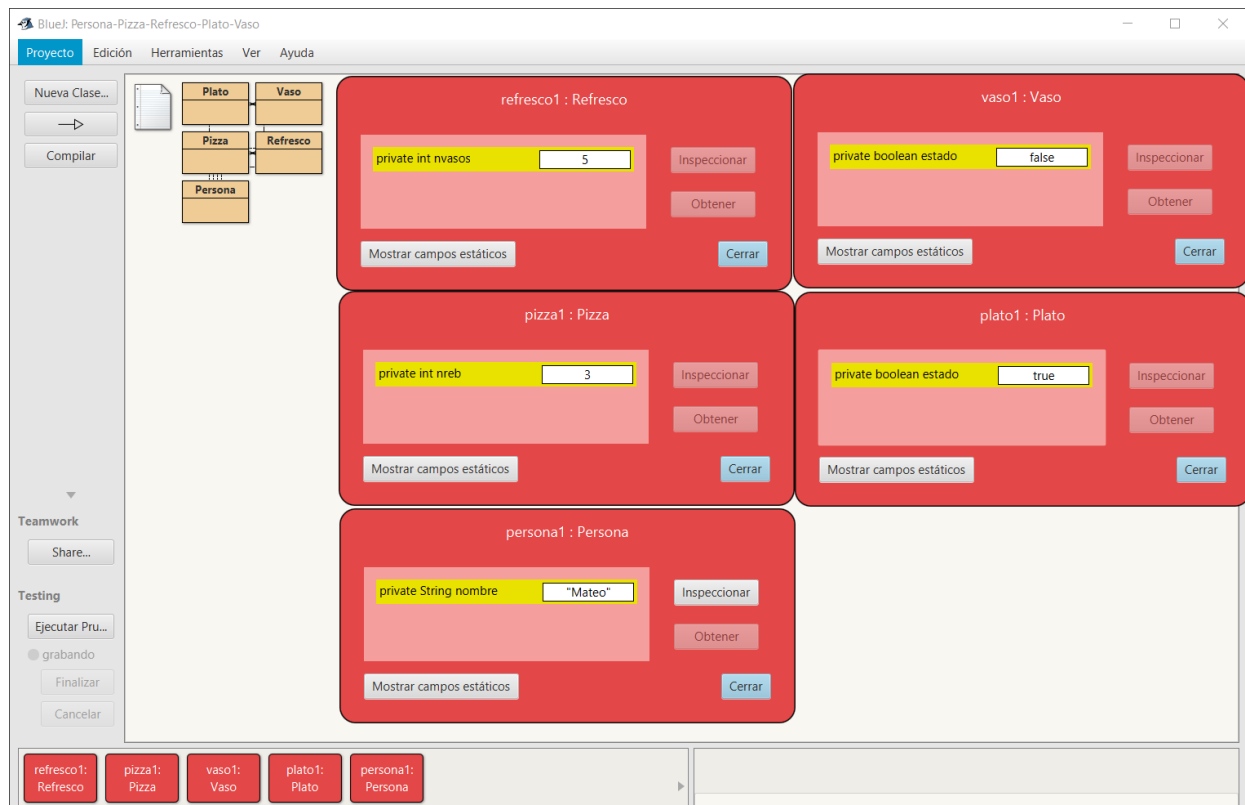 BlueJ: Persona-Pizza-Refresco-Plato-Vaso
Proyecto Edición Herramientas Ver Ayuda
Nueva Clase...
Compilar
Plato Vaso
Pizza Refresco
Persona
refresco1 : Refresco
private int nvasos 5
Inspeccionar
Obtener
Mostrar campos estáticos
Cerrar
vaso1 : Vaso
private boolean estado false
Inspeccionar
Obtener
Mostrar campos estáticos
Cerrar
pizza1 : Pizza
private int nreb 3
Inspeccionar
Obtener
Mostrar campos estáticos
Cerrar
plato1 : Plato
private boolean estado true
Inspeccionar
Obtener
Mostrar campos estáticos
Cerrar
persona1 : Persona
private String nombre "Mateo"
Inspeccionar
Obtener
Mostrar campos estáticos
Cerrar
Teamwork
Share...
Testing
Ejecutar Pru...
grabando
Finalizar
Cancelar
refresco1:
Refresco
pizza1:
Pizza
vaso1:
Vaso
plato1:
Plato
persona1:
Persona